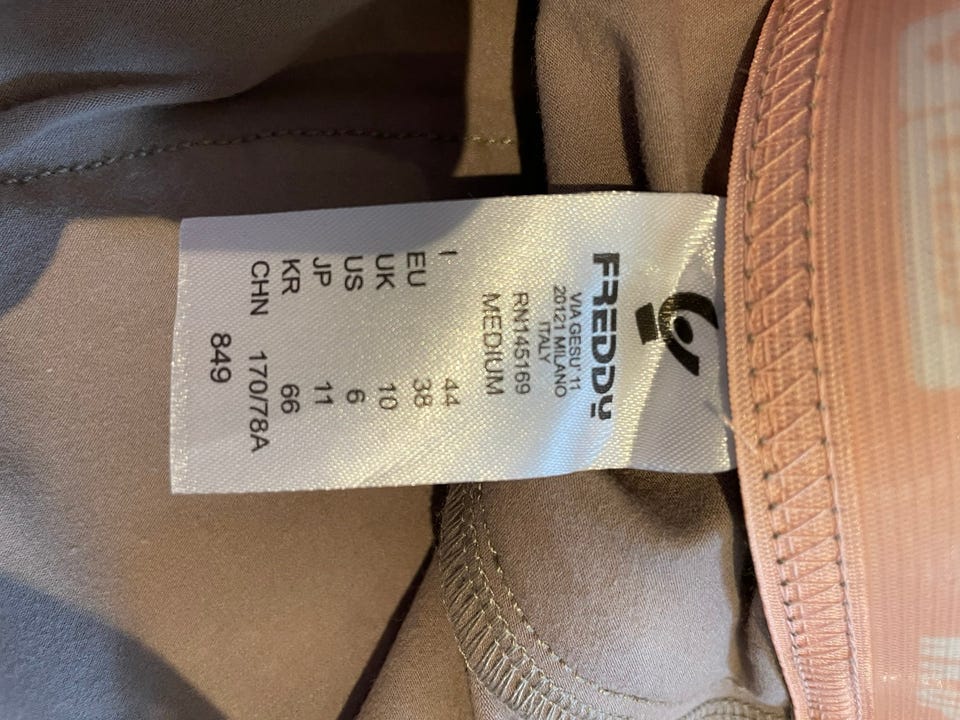 FREDDY
VIA GESU' 11
20121 MILANO
ITALY
RN145169
MEDIUM
I 44
EU 38
UK 10
US 6
JP 11
KR 66
CHN 170/78A
849